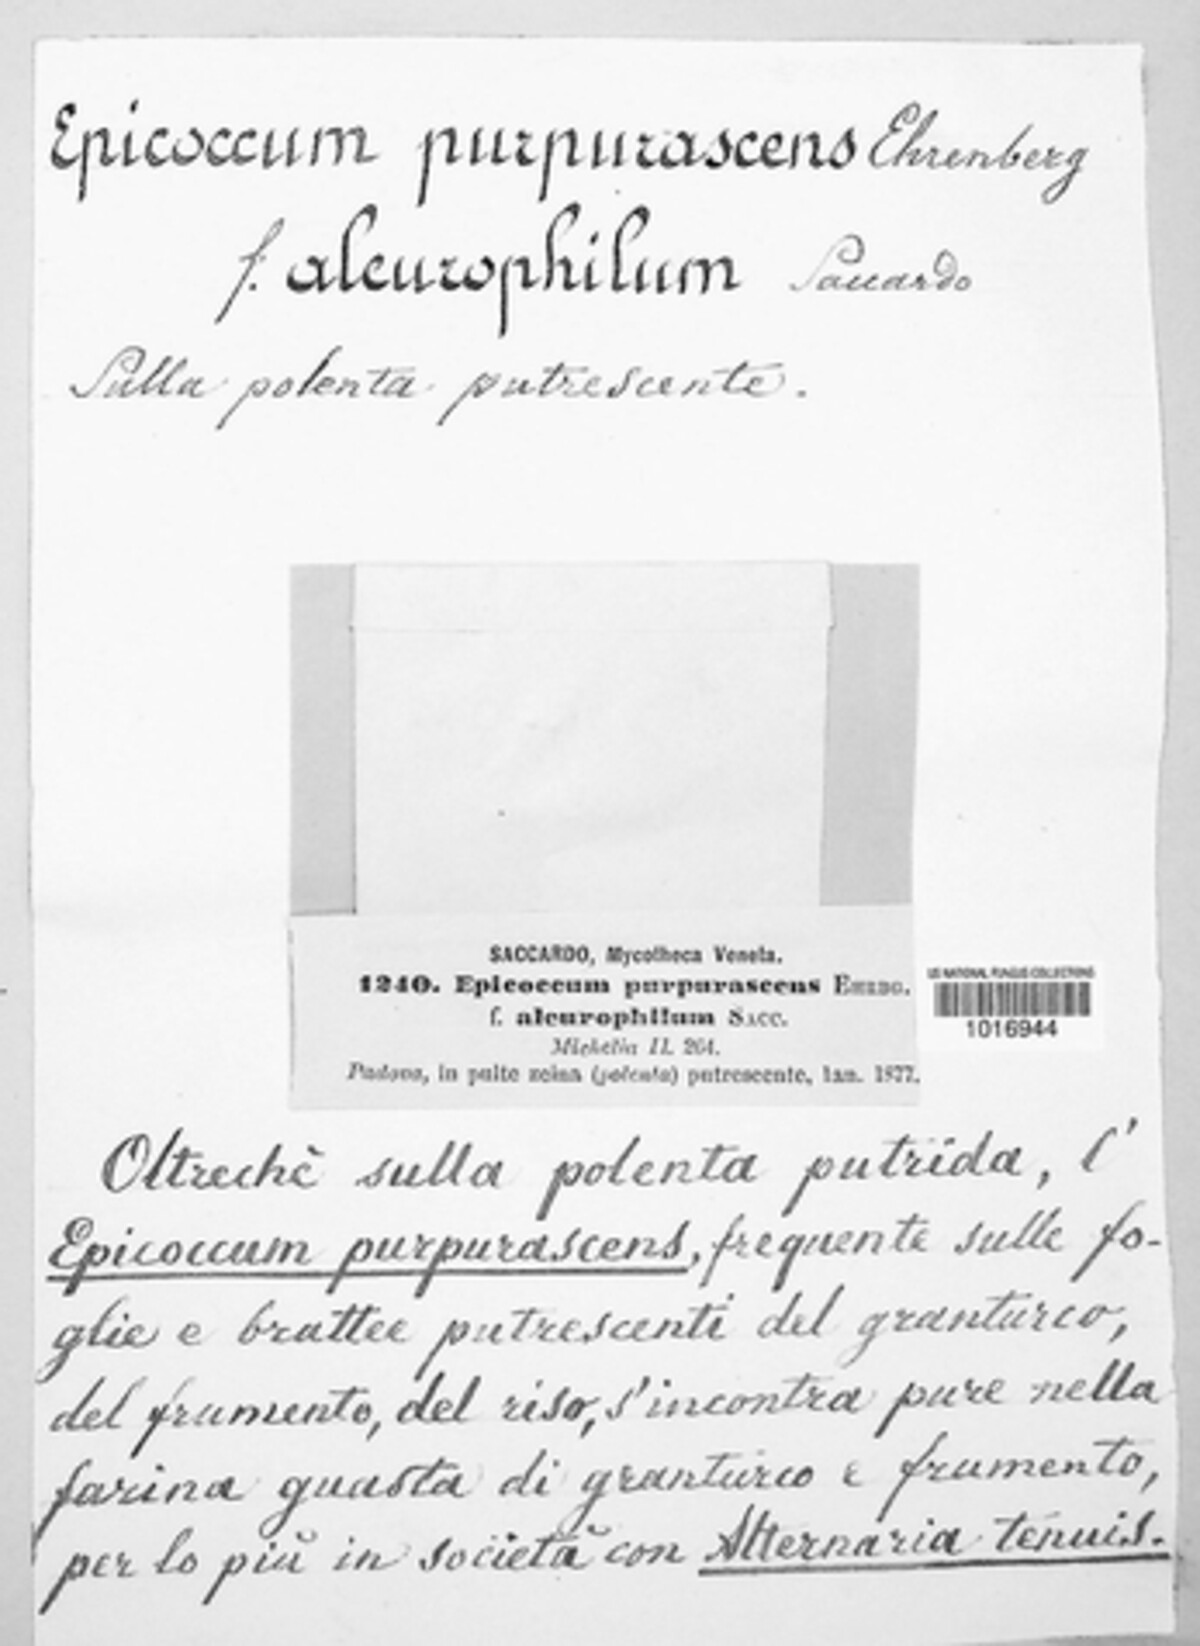 Epicoccum purpurascens Ehrenberg
f. aleurophilum Saccardo
Sulla polenta putrescente.
SACCARDO, Mycotheca Veneta.
1240. Epicoccum purpurascens EHRBG.
f. aleurophilum SACC.
Michelia II. 264.
Padova, in pulte zeina (polenta) putrescente, Ian. 1877.
US NATIONAL FUNGUS COLLECTIONS
1016944
Oltrechè sulla polenta putrida, l'
Epicoccum purpurascens, frequente sulle fo-
glie e brattee putrescenti del granturco,
del frumento, del riso, s'incontra pure nella
farina guasta di granturco e frumento,
per lo più in società con Alternaria tenuis.